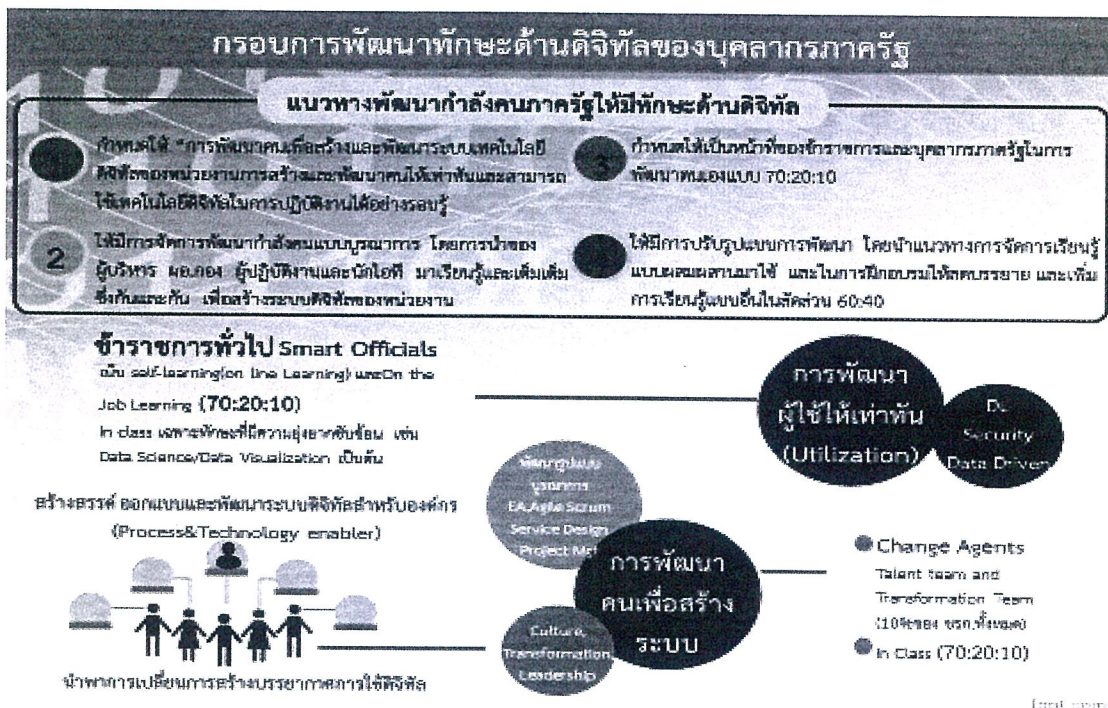 กรอบการพัฒนาทักษะด้านดิจิทัลของบุคลากรภาครัฐ
แนวทางพัฒนากำลังคนภาครัฐให้มีทักษะด้านดิจิทัล
กำหนดให้ "การพัฒนาคนเพื่อสร้างและพัฒนาระบบเทคโนโลยี
ดิจิทัลของหน่วยงานการสร้างและพัฒนาคนให้เท่าทันและสามารถ
ใช้เทคโนโลยีดิจิทัลในการปฏิบัติงานได้อย่างรอบรู้
2
ให้มีการจัดการพัฒนากำลังคนแบบบูรณาการ โดยการนำของ
ผู้บริหาร ผอ.กอง ผู้ปฏิบัติงานและนักไอที มาเรียนรู้และเติมเต็ม
ซึ่งกันและกัน เพื่อสร้างระบบดิจิทัลของหน่วยงาน
3
กำหนดให้เป็นหน้าที่ของข้าราชการและบุคลากรภาครัฐในการ
พัฒนาตนเองแบบ 70:20:10
ให้มีการปรับรูปแบบการพัฒนา โดยนำแนวทางการจัดการเรียนรู้
แบบผสมผสานมาใช้ และในการฝึกอบรมให้ลดบรรยาย และเพิ่ม
การเรียนรู้แบบอื่นในสัดส่วน 60:40
ข้าราชการทั่วไป Smart Officials
เน้น self-learning(on line Learning) และOn the
Job Learning (70:20:10)
In class เฉพาะทักษะที่มีความยุ่งยากซับซ้อน เช่น
Data Science/Data Visualization เป็นต้น
การพัฒนา
ผู้ใช้ให้เท่าทัน
(Utilization)
Security
Data Driven
สร้างสรรค์ ออกแบบและพัฒนาระบบดิจิทัลสำหรับองค์กร
(Process&Technology enabler)
นำพาการเปลี่ยนการสร้างบรรยากาศการใช้ดิจิทัล
บูรณาการ
EA,Agile Scrum
Service Design
Project
การพัฒนา
คนเพื่อสร้าง
ระบบ
Culture,
Transformation,
Leadership
Change Agents
Talent team and
Transformation Team
(10%ของ ขรก.ทั้งหมด)
In Class (70:20:10)